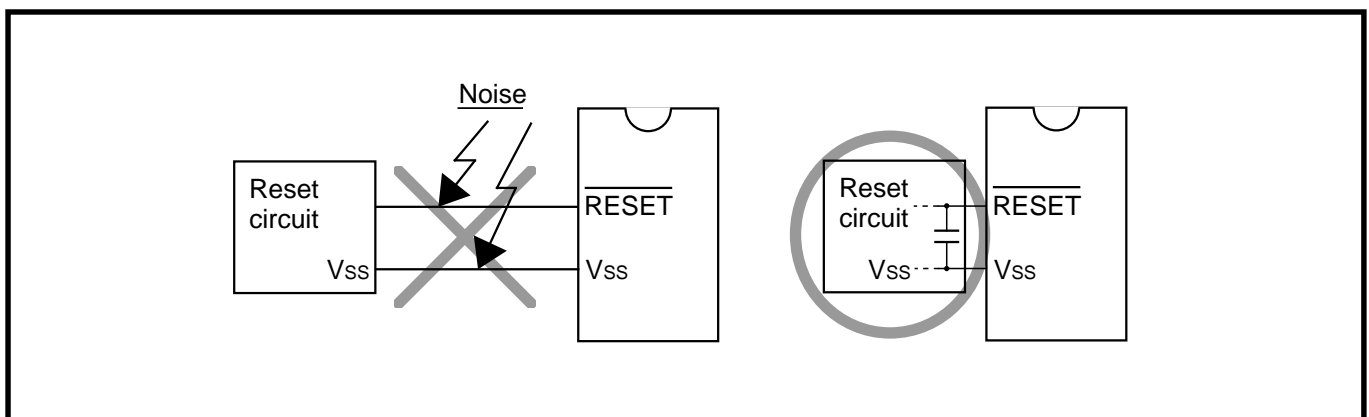 Noise
Reset
circuit
RESET
Vss
Vss
Reset
circuit
RESET
Vss
Vss